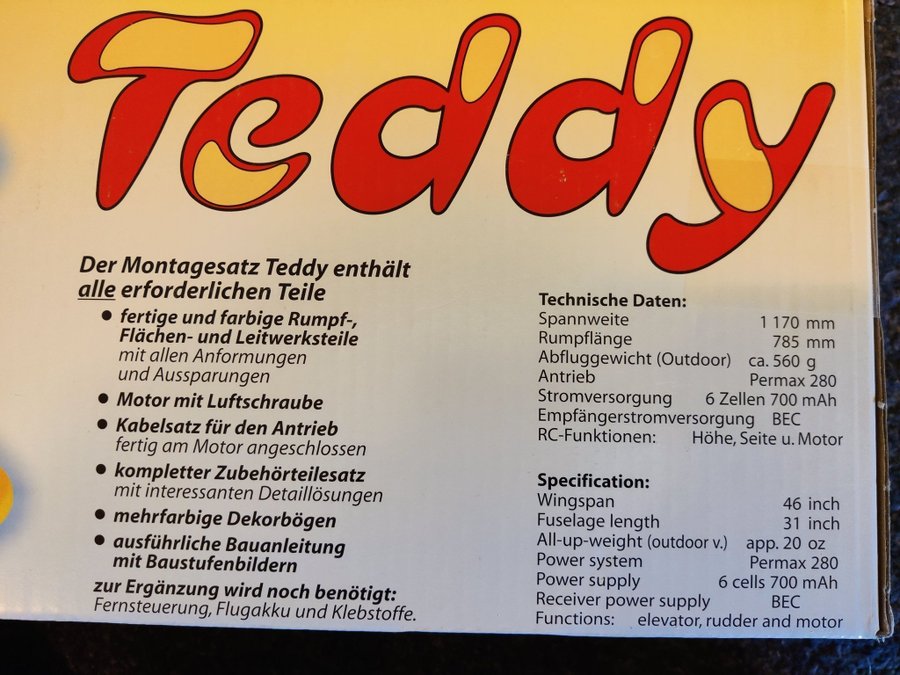 Teddy
Der Montagesatz Teddy enthält
alle erforderlichen Teile
• fertige und farbige Rumpf-,
Flächen- und Leitwerksteile
mit allen Anformungen
und Aussparungen
• Motor mit Luftschraube
• Kabelsatz für den Antrieb
fertig am Motor angeschlossen
• kompletter Zubehörteilesatz
mit interessanten Detaillösungen
• mehrfarbige Dekorbögen
• ausführliche Bauanleitung
mit Baustufenbildern
zur Ergänzung wird noch benötigt:
Fernsteuerung, Flugakku und Klebstoffe.
Technische Daten:
Spannweite 1 170 mm
Rumpflänge 785 mm
Abfluggewicht (Outdoor) ca. 560 g
Antrieb Permax 280
Stromversorgung 6 Zellen 700 mAh
Empfängerstromversorgung BEC
RC-Funktionen: Höhe, Seite u. Motor
Specification:
Wingspan 46 inch
Fuselage length 31 inch
All-up-weight (outdoor v.) app. 20 oz
Power system Permax 280
Power supply 6 cells 700 mAh
Receiver power supply BEC
Functions: elevator, rudder and motor